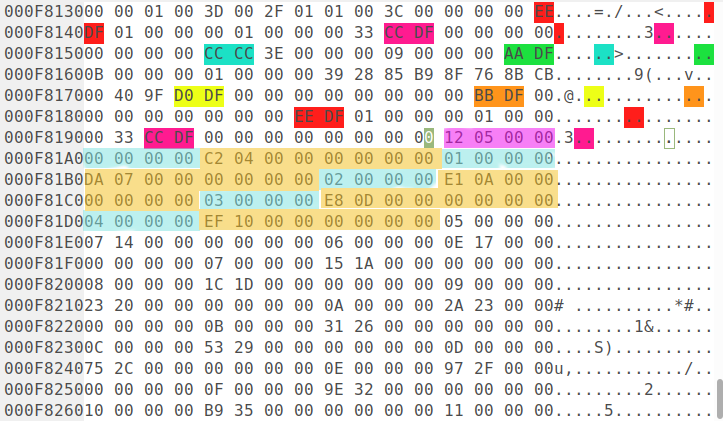 000F8130 00 00 01 00 3D 00 2F 01 01 00 3C 00 00 00 00 EE ....=./...<.....
000F8140 DF 01 00 00 00 01 00 00 00 33 CC DF 00 00 00 00 .........3......
000F8150 00 00 00 00 CC CC 3E 00 00 00 09 00 00 00 AA DF ......>.........
000F8160 0B 00 00 00 01 00 00 00 39 28 85 B9 8F 76 8B CB ........9(...v..
000F8170 00 40 9F D0 DF 00 00 00 00 00 00 00 00 BB DF 00 .@..............
000F8180 00 00 00 00 00 00 00 EE DF 01 00 00 00 01 00 00 ................
000F8190 00 33 CC DF 00 00 00 00 00 00 00 00 12 05 00 00 .3..............
000F81A0 00 00 00 00 C2 04 00 00 00 00 00 00 01 00 00 00 ................
000F81B0 DA 07 00 00 00 00 00 00 02 00 00 00 E1 0A 00 00 ................
000F81C0 00 00 00 00 03 00 00 00 E8 0D 00 00 00 00 00 00 ................
000F81D0 04 00 00 00 EF 10 00 00 00 00 00 00 05 00 00 00 ................
000F81E0 07 14 00 00 00 00 00 00 06 00 00 00 0E 17 00 00 ................
000F81F0 00 00 00 00 07 00 00 00 15 1A 00 00 00 00 00 00 ................
000F8200 08 00 00 00 1C 1D 00 00 00 00 00 00 09 00 00 00 ................
000F8210 23 20 00 00 00 00 00 00 0A 00 00 00 2A 23 00 00 # ..........*#..
000F8220 00 00 00 00 0B 00 00 00 31 26 00 00 00 00 00 00 ........1&......
000F8230 0C 00 00 00 53 29 00 00 00 00 00 00 0D 00 00 00 ....S)..........
000F8240 75 2C 00 00 00 00 00 00 0E 00 00 00 97 2F 00 00 u,.........../..
000F8250 00 00 00 00 0F 00 00 00 9E 32 00 00 00 00 00 00 .........2......
000F8260 10 00 00 00 B9 35 00 00 00 00 00 00 11 00 00 00 .....5..........